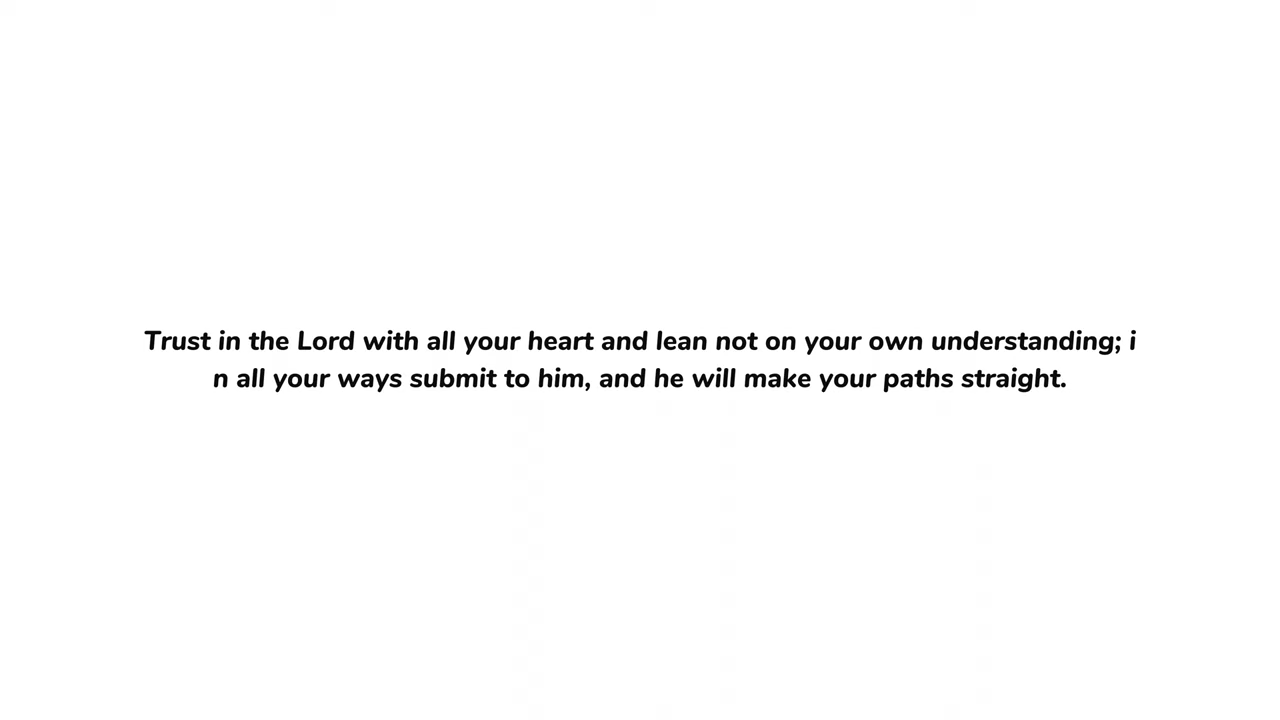 Trust in the Lord with all your heart and lean not on your own understanding; i
n all your ways submit to him, and he will make your paths straight.